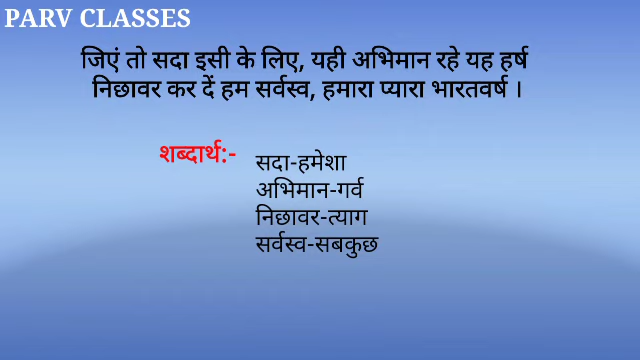 PARV CLASSES
जिएं तो सदा इसी के लिए, यही अभिमान रहे यह हर्ष
निछावर कर दें हम सर्वस्व, हमारा प्यारा भारतवर्ष ।
शब्दार्थ:-
सदा-हमेशा
अभिमान-गर्व
निछावर-त्याग
सर्वस्व-सबकुछ